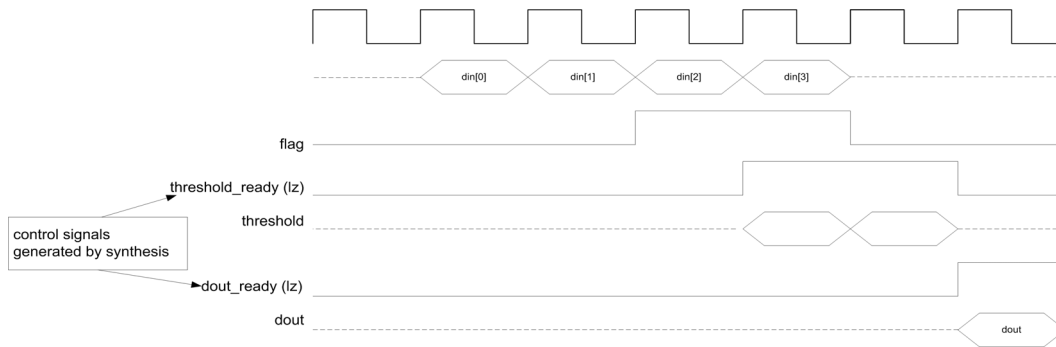 din[0] din[1] din[2] din[3]
flag
threshold_ready (lz)
threshold
control signals
generated by synthesis
dout_ready (lz)
dout
dout